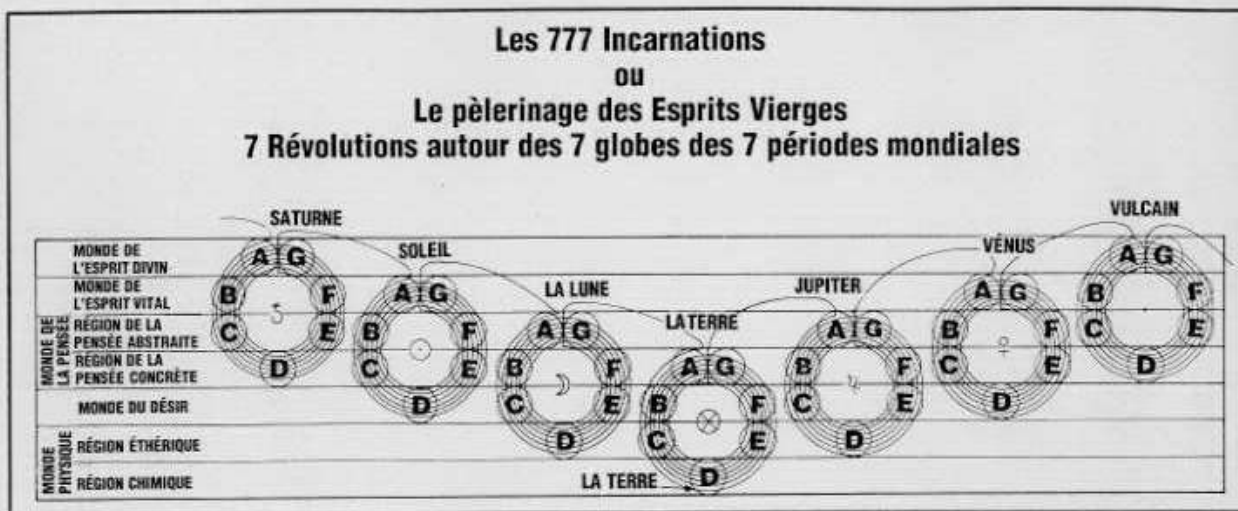 Les 777 Incarnations
ou
Le pèlerinage des Esprits Vierges
7 Révolutions autour des 7 globes des 7 périodes mondiales
SATURNE
SOLEIL
LA LUNE
LA TERRE
JUPITER
VÉNUS
VULCAIN
MONDE DE
L'ESPRIT DIVIN
MONDE DE
L'ESPRIT VITAL
MONDE DE
LA PENSÉE
RÉGION DE LA
PENSÉE ABSTRAITE
RÉGION DE LA
PENSÉE CONCRÈTE
MONDE DU DÉSIR
MONDE
PHYSIQUE
RÉGION ÉTHÉRIQUE
RÉGION CHIMIQUE
A G
B F
C E
D
A G
B F
C E
D
A G
B F
C E
D
A G
B F
C E
D
LA TERRE
A G
B F
C E
D
A G
B F
C E
D
A G
B F
C E
D